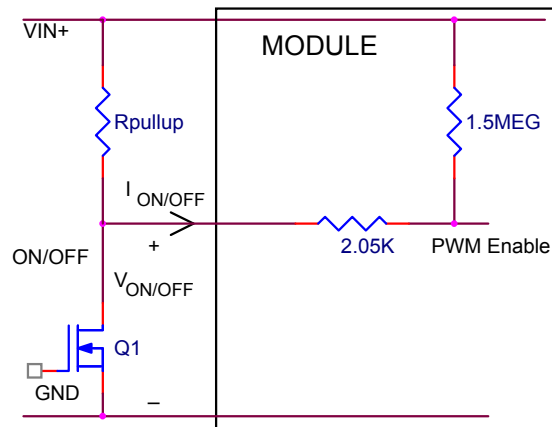 VIN+
MODULE
Rpullup
1.5MEG
I ON/OFF
+
2.05K
PWM Enable
ON/OFF
V ON/OFF
Q1
GND
–